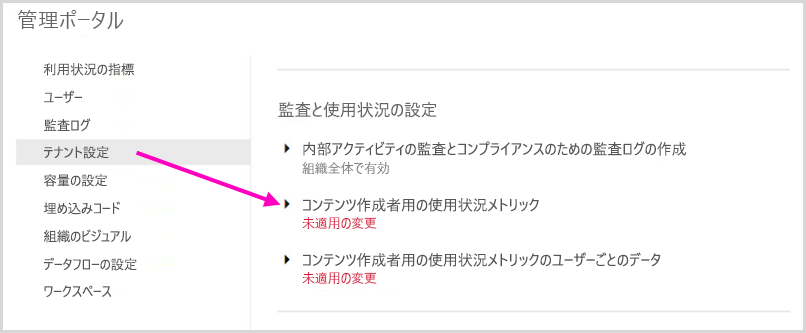 管理ポータル
利用状況の指標
ユーザー
監査ログ
テナント設定
容量の設定
埋め込みコード
組織のビジュアル
データフローの設定
ワークスペース
監査と使用状況の設定
内部アクティビティの監査とコンプライアンスのための監査ログの作成
組織全体で有効
コンテンツ作成者用の使用状況メトリック
未適用の変更
コンテンツ作成者用の使用状況メトリックのユーザーごとのデータ
未適用の変更